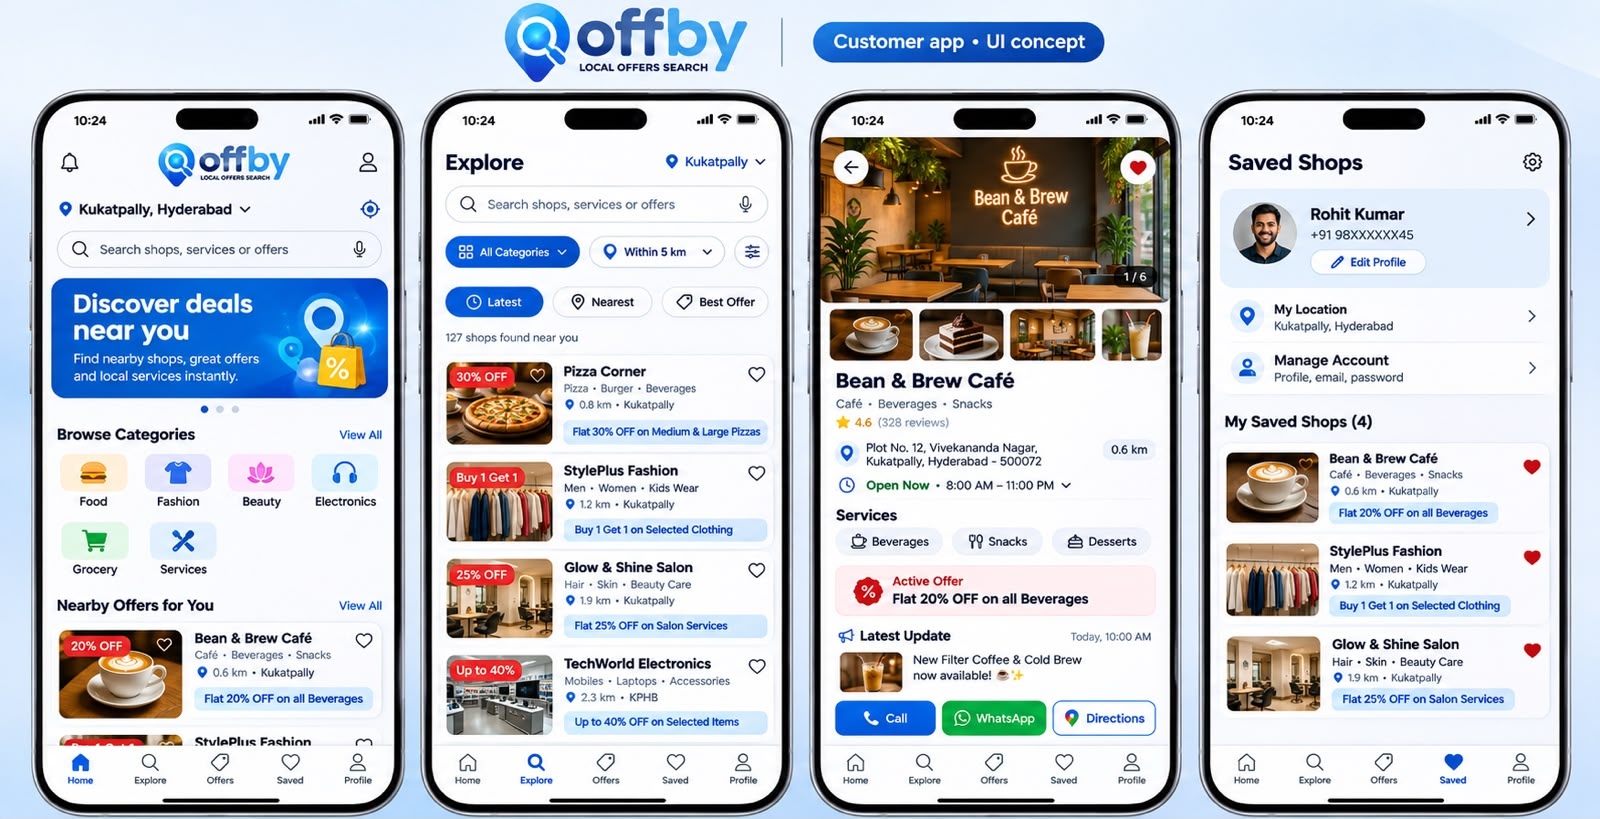 offby
LOCAL OFFERS SEARCH
Customer app • UI concept
10:24
offby
LOCAL OFFERS SEARCH
Kukatpally, Hyderabad
Search shops, services or offers
Discover deals
near you
Find nearby shops, great offers
and local services instantly.
%
Browse Categories
View All
Food
Fashion
Beauty
Electronics
Grocery
Services
Nearby Offers for You
View All
20% OFF
Bean & Brew Café
Café • Beverages • Snacks
0.6 km • Kukatpally
Flat 20% OFF on all Beverages
Buy 1 Get 1
StylePlus Fashion
Home
Explore
Offers
Saved
Profile
10:24
Explore
Kukatpally
Search shops, services or offers
All Categories
Within 5 km
Latest
Nearest
Best Offer
127 shops found near you
30% OFF
Pizza Corner
Pizza • Burger • Beverages
0.8 km • Kukatpally
Flat 30% OFF on Medium & Large Pizzas
Buy 1 Get 1
StylePlus Fashion
Men • Women • Kids Wear
1.2 km • Kukatpally
Buy 1 Get 1 on Selected Clothing
25% OFF
Glow & Shine Salon
Hair • Skin • Beauty Care
1.9 km • Kukatpally
Flat 25% OFF on Salon Services
Up to 40%
TechWorld Electronics
Mobiles • Laptops • Accessories
2.3 km • KPHB
Up to 40% OFF on Selected Items
Home
Explore
Offers
Saved
Profile
10:24
Bean & Brew
Café
1 / 6
Bean & Brew Café
Café • Beverages • Snacks
4.6 (328 reviews)
Plot No. 12, Vivekananda Nagar,
Kukatpally, Hyderabad - 500072
0.6 km
Open Now • 8:00 AM – 11:00 PM
Services
Beverages
Snacks
Desserts
%
Active Offer
Flat 20% OFF on all Beverages
Latest Update
Today, 10:00 AM
New Filter Coffee & Cold Brew
now available! ☕✨
Call
WhatsApp
Directions
Home
Explore
Offers
Saved
Profile
10:24
Saved Shops
Rohit Kumar
+91 98XXXXXX45
Edit Profile
My Location
Kukatpally, Hyderabad
Manage Account
Profile, email, password
My Saved Shops (4)
Bean & Brew Café
Café • Beverages • Snacks
0.6 km • Kukatpally
Flat 20% OFF on all Beverages
StylePlus Fashion
Men • Women • Kids Wear
1.2 km • Kukatpally
Buy 1 Get 1 on Selected Clothing
Glow & Shine Salon
Hair • Skin • Beauty Care
1.9 km • Kukatpally
Flat 25% OFF on Salon Services
Home
Explore
Offers
Saved
Profile